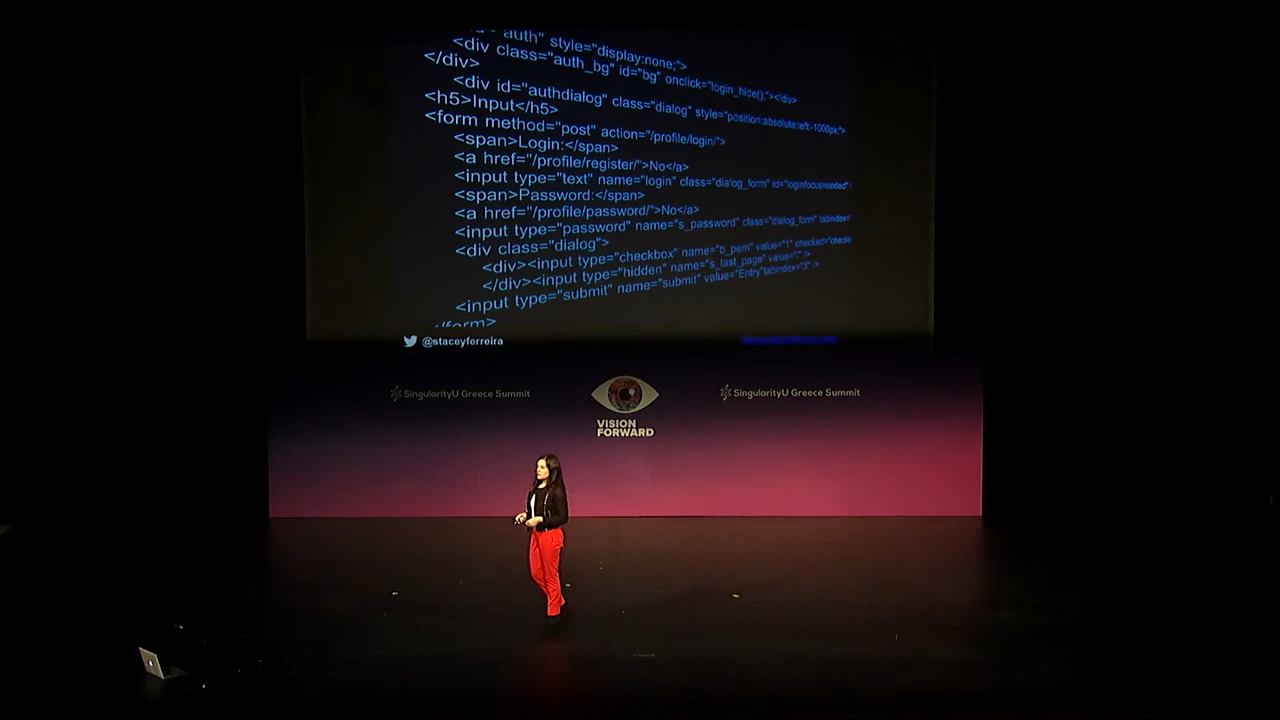 auth" style="display:none;">
<div class="auth_bg" id="bg" onclick="login_hide();"></div>
</div>
<div id="authdialog" class="dialog" style="position:absolute;left:-1000px;">
<h5>Input</h5>
<form method="post" action="/profile/login/">
<span>Login:</span>
<a href="/profile/register/">No</a>
<input type="text" name="login" class="dialog_form" id="loginfocusneeded"
<span>Password:</span>
<a href="/profile/password/">No</a>
<input type="password" name="s_password" class="dialog_form" tabindex=
<div class="dialog">
<div><input type="checkbox" name="b_pem" value="1" checked=
</div><input type="hidden" name="s_last_page" value="/" />
<input type="submit" name="submit" value="Entry"tabindex="3" />
</form>
@staceyferreira
SingularityU Greece Summit
VISION
FORWARD
SingularityU Greece Summit